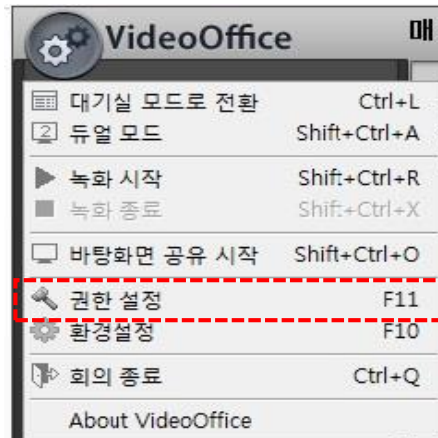 VideoOffice 매
대기실 모드로 전환 Ctrl+L
2 듀얼 모드 Shift+Ctrl+A
녹화 시작 Shift+Ctrl+R
녹화 종료 Shift+Ctrl+X
바탕화면 공유 시작 Shift+Ctrl+O
권한 설정 F11
환경설정 F10
회의 종료 Ctrl+Q
About VideoOffice